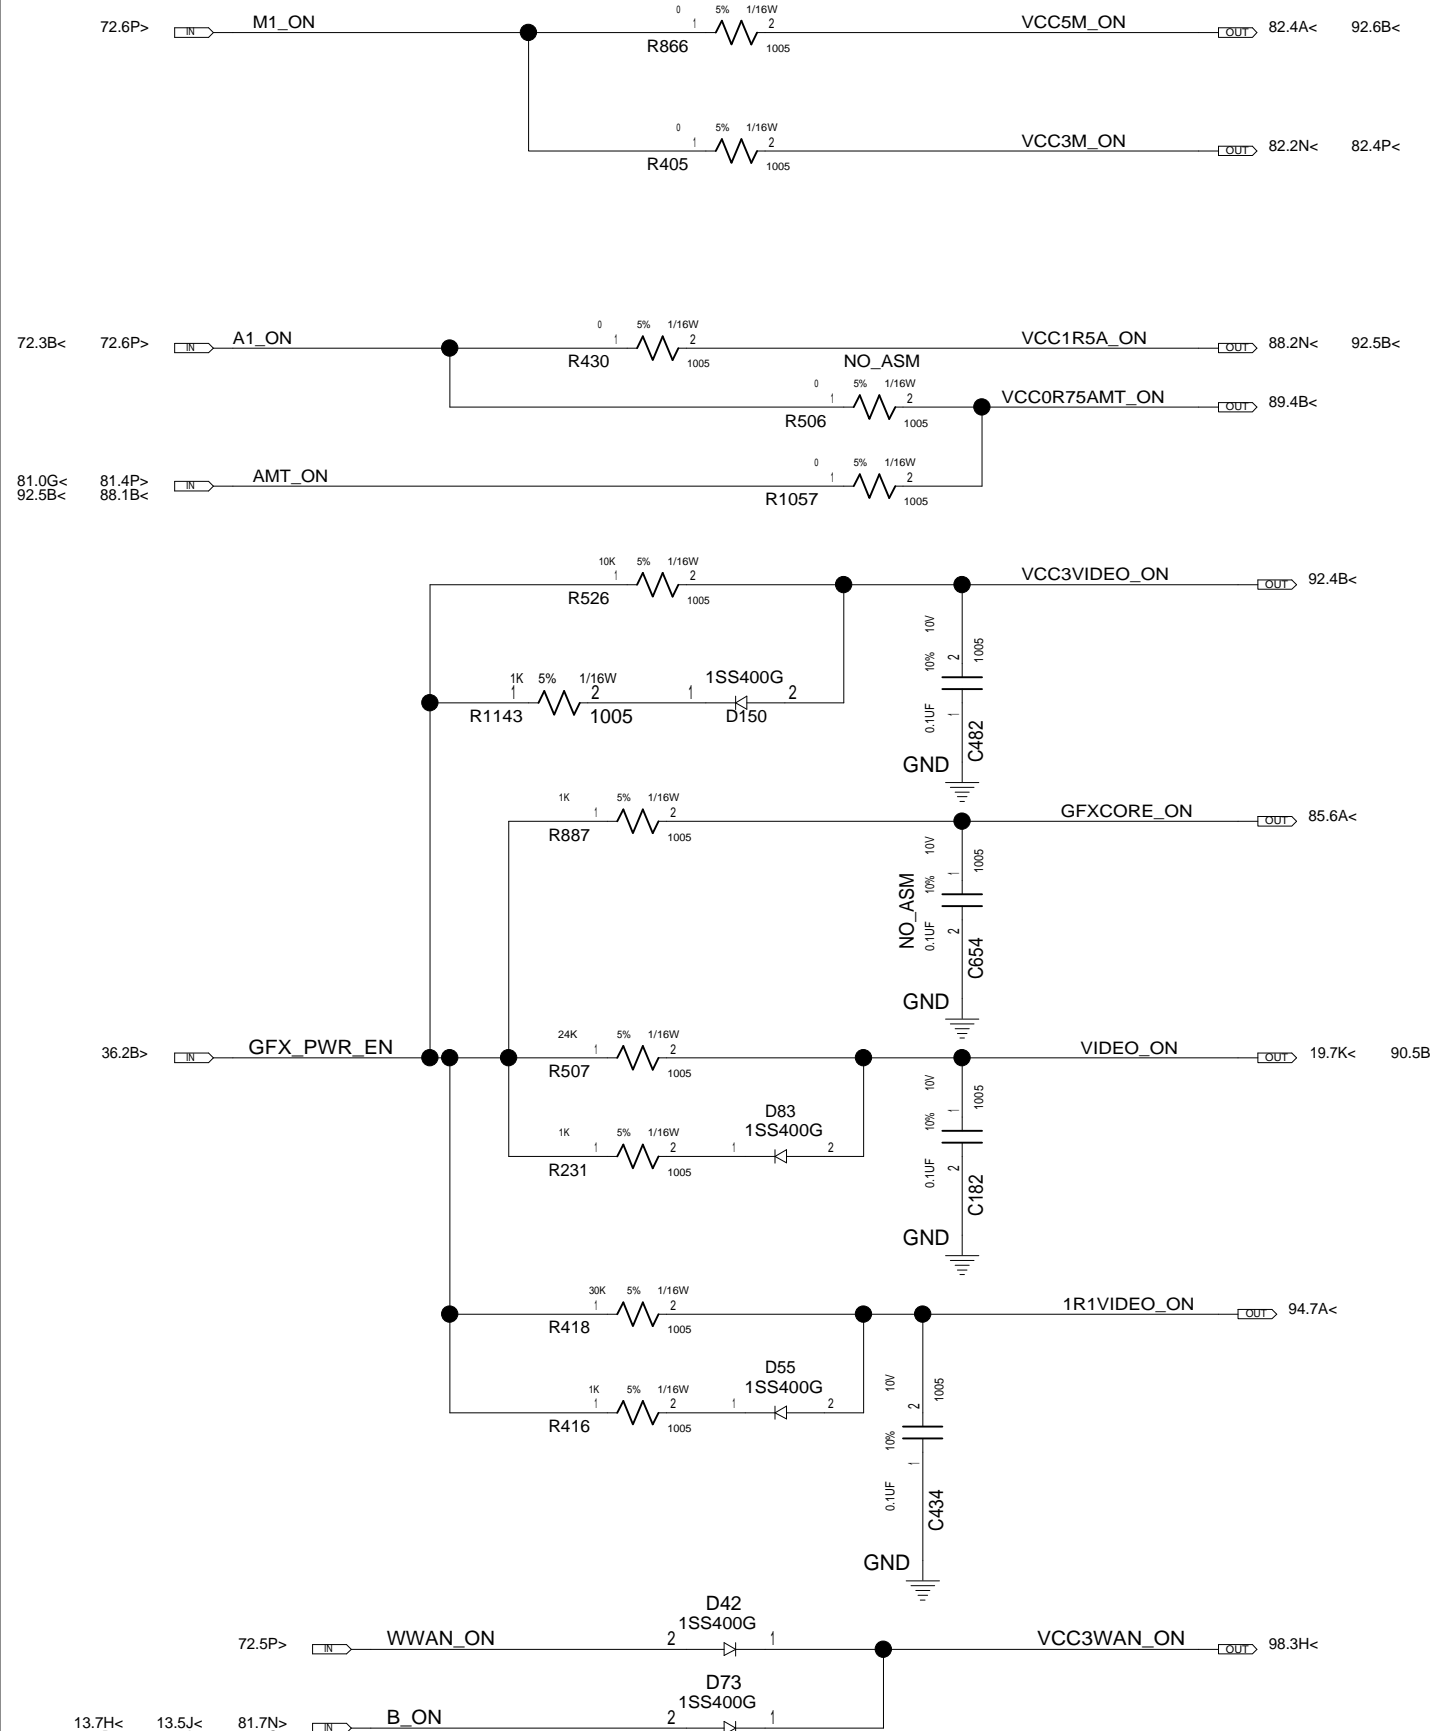 0 5% 1/16W
72.6P> IN M1_ON 1 2 VCC5M_ON OUT 82.4A< 92.6B<
R866 1005
0 5% 1/16W
1 2 VCC3M_ON OUT 82.2N< 82.4P<
R405 1005
0 5% 1/16W
72.3B< 72.6P> IN A1_ON 1 2 VCC1R5A_ON OUT 88.2N< 92.5B<
R430 1005 NO_ASM
0 5% 1/16W
1 2 VCC0R75AMT_ON OUT 89.4B<
R506 1005
0 5% 1/16W
81.0G< 81.4P> IN AMT_ON 1 2
92.5B< 88.1B< R1057 1005
10K 5% 1/16W
1 2 VCC3VIDEO_ON OUT 92.4B<
R526 1005
10V 10% 2 1005
1K 5% 1/16W 1SS400G
1 2 1 2
R1143 1005 D150
0.1UF 1 C482
GND
1K 5% 1/16W
1 2 GFXCORE_ON OUT 85.6A<
R887 1005
10V 10% 1 1005
NO_ASM 0.1UF 2 C654
GND
24K 5% 1/16W
36.2B> IN GFX_PWR_EN 1 2 VIDEO_ON OUT 19.7K< 90.5B
R507 1005
10V 10% 1 1005
D83
1K 5% 1/16W 1SS400G
1 2 1 2
R231 1005
0.1UF 2 C182
GND
30K 5% 1/16W
1 2 1R1VIDEO_ON OUT 94.7A<
R418 1005
D55
1K 5% 1/16W 1SS400G
1 2 1 2
R416 1005
10V 10% 2 1005
0.1UF 1 C434
GND
D42
1SS400G
72.5P> IN WWAN_ON 2 1 VCC3WAN_ON OUT 98.3H<
D73
1SS400G
13.7H< 13.5J< 81.7N> IN B_ON 2 1